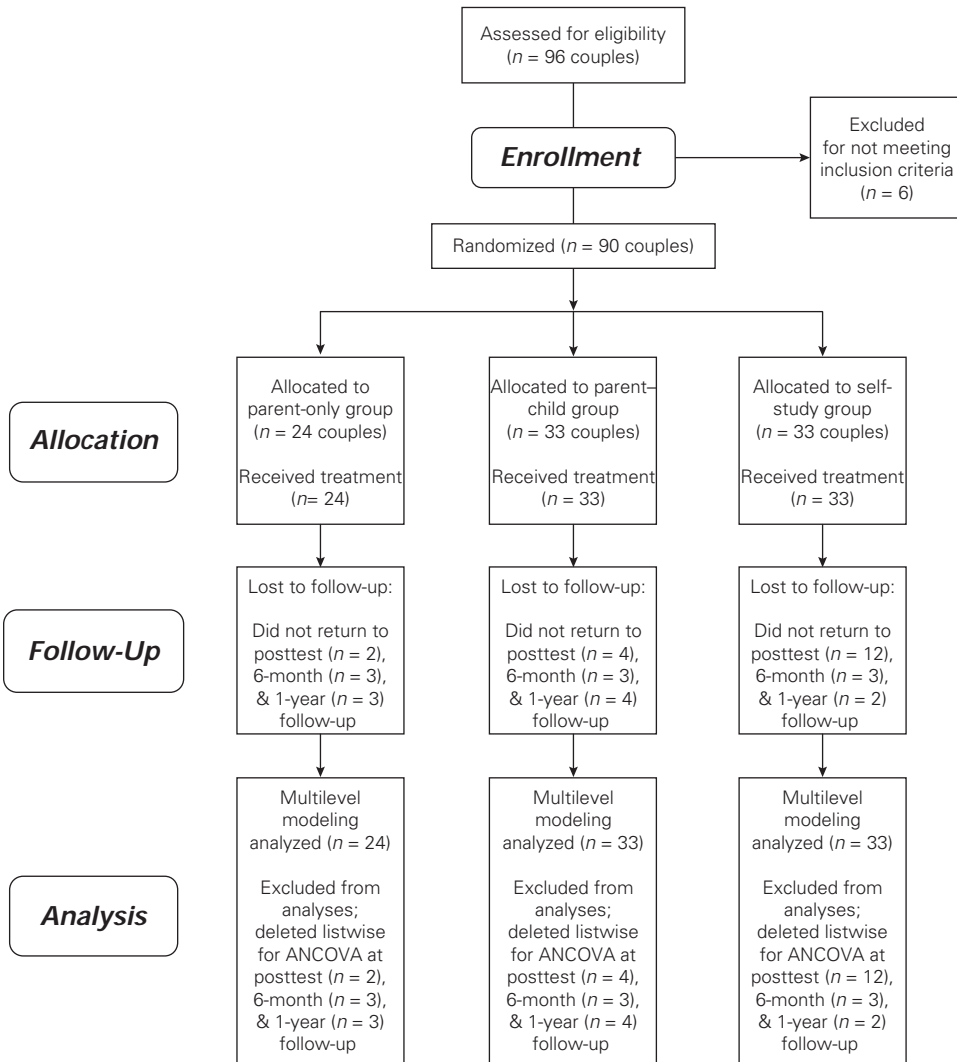 Assessed for eligibility
(n = 96 couples)
Enrollment
Excluded
for not meeting
inclusion criteria
(n = 6)
Randomized (n = 90 couples)
Allocation
Allocated to
parent-only group
(n = 24 couples)
Received treatment
(n= 24)
Allocated to parent–
child group
(n = 33 couples)
Received treatment
(n = 33)
Allocated to self-
study group
(n = 33 couples)
Received treatment
(n = 33)
Follow-Up
Lost to follow-up:
Did not return to
posttest (n = 2),
6-month (n = 3),
& 1-year (n = 3)
follow-up
Lost to follow-up:
Did not return to
posttest (n = 4),
6-month (n = 3),
& 1-year (n = 4)
follow-up
Lost to follow-up:
Did not return to
posttest (n = 12),
6-month (n = 3),
& 1-year (n = 2)
follow-up
Analysis
Multilevel
modeling
analyzed (n = 24)
Excluded from
analyses;
deleted listwise
for ANCOVA at
posttest (n = 2),
6-month (n = 3),
& 1-year (n = 3)
follow-up
Multilevel
modeling
analyzed (n = 33)
Excluded from
analyses;
deleted listwise
for ANCOVA at
posttest (n = 4),
6-month (n = 3),
& 1-year (n = 4)
follow-up
Multilevel
modeling
analyzed (n = 33)
Excluded from
analyses;
deleted listwise
for ANCOVA at
posttest (n = 12),
6-month (n = 3),
& 1-year (n = 2)
follow-up